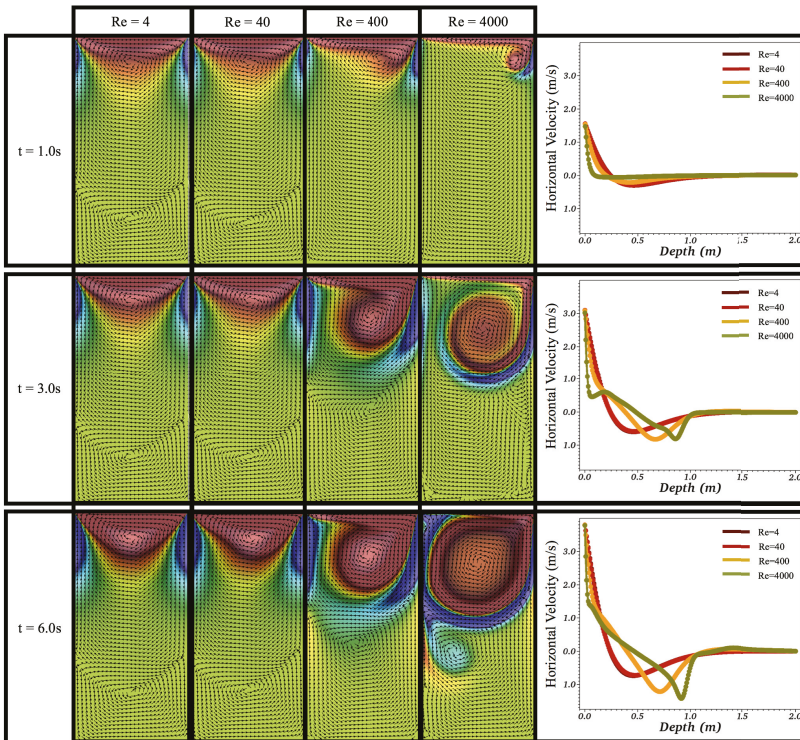 Re = 4 Re = 40 Re = 400 Re = 4000
t = 1.0s
Horizontal Velocity (m/s)
3.0
2.0
1.0
0.0
1.0
Re=4
Re=40
Re=400
Re=4000
0.0 0.5 1.0 1.5 2.0
Depth (m)
t = 3.0s
Horizontal Velocity (m/s)
3.0
2.0
1.0
0.0
1.0
Re=4
Re=40
Re=400
Re=4000
0.0 0.5 1.0 1.5 2.0
Depth (m)
t = 6.0s
Horizontal Velocity (m/s)
3.0
2.0
1.0
0.0
1.0
Re=4
Re=40
Re=400
Re=4000
0.0 0.5 1.0 1.5 2.0
Depth (m)